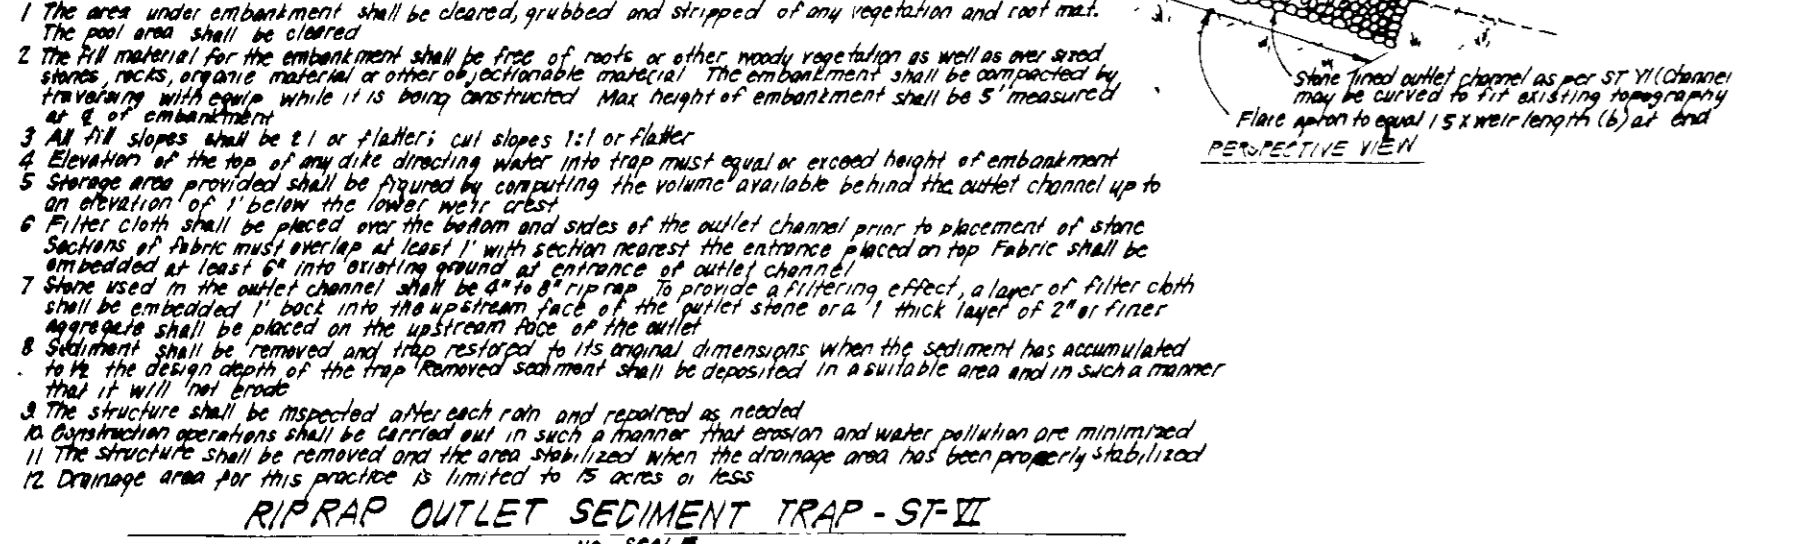 1 The area under embankment shall be cleared, grubbed and stripped of any vegetation and root mat.
The pool area shall be cleared
2 The fill material for the embankment shall be free of roots or other woody vegetation as well as over sized
stones, rocks, organic material or other objectionable material The embankment shall be compacted by
traversing with equip while it is being constructed Max height of embankment shall be 5' measured
at ℄ of embankment
3 All fill slopes shall be 2 1 or flatter; cut slopes 1:1 or flatter
4 Elevation of the top of any dike directing water into trap must equal or exceed height of embankment
5 Storage area provided shall be figured by computing the volume available behind the outlet channel up to
an elevation of 1' below the lower weir crest
6 Filter cloth shall be placed over the bottom and sides of the outlet channel prior to placement of stone
Sections of fabric must overlap at least 1' with section nearest the entrance placed on top Fabric shall be
embedded at least 6" into existing ground at entrance of outlet channel
7 Stone used in the outlet channel shall be 4" to 8" rip rap To provide a filtering effect, a layer of filter cloth
shall be embedded 1' back into the upstream face of the outlet stone or a 1' thick layer of 2" or finer
aggregate shall be placed on the upstream face of the outlet
8 Sediment shall be removed and trap restored to its original dimensions when the sediment has accumulated
to 1/2 the design depth of the trap Removed sediment shall be deposited in a suitable area and in such a manner
that it will not erode
9. The structure shall be inspected after each rain and repaired as needed
10. Construction operations shall be carried out in such a manner that erosion and water pollution are minimized
11 The structure shall be removed and the area stabilized when the drainage area has been properly stabilized
12 Drainage area for this practice is limited to 15 acres or less
RIPRAP OUTLET SEDIMENT TRAP - ST-VI
NO SCALE
Stone lined outlet channel as per ST VI (Channel
may be curved to fit existing topography
Flare apron to equal 1 5 x weir length (b) at end
PERSPECTIVE VIEW